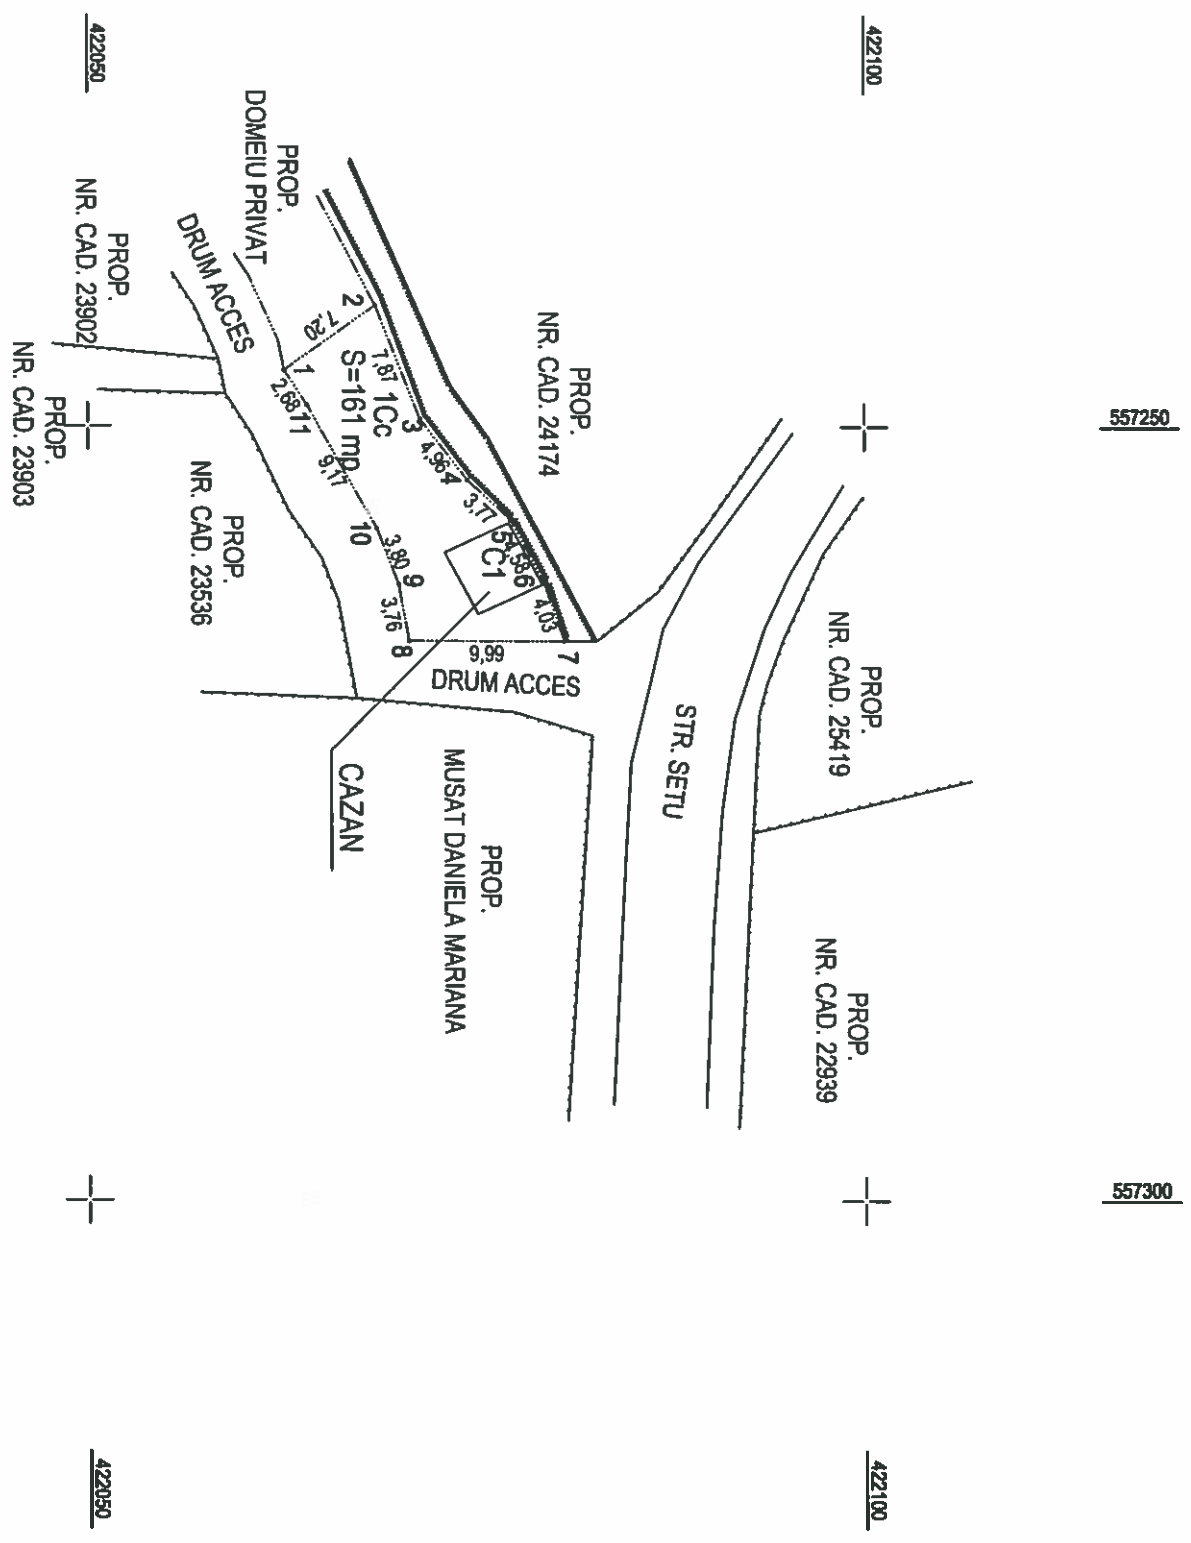 557250
557300
422100
422100
PROP.
NR. CAD. 25419
PROP.
NR. CAD. 22939
STR. SETU
PROP.
NR. CAD. 24174
PROP.
DOMEIU PRIVAT
2
7,87
3
4,96
4
3,77
5
4,58
6
4,03
7
7,20
1Cc
S=161 mp
C1
9,99
DRUM ACCES
1
2,68
11
9,17
10
3,80
9
3,76
8
DRUM ACCES
CAZAN
PROP.
MUSAT DANIELA MARIANA
PROP.
NR. CAD. 23902
PROP.
NR. CAD. 23903
PROP.
NR. CAD. 23536
422050
422050